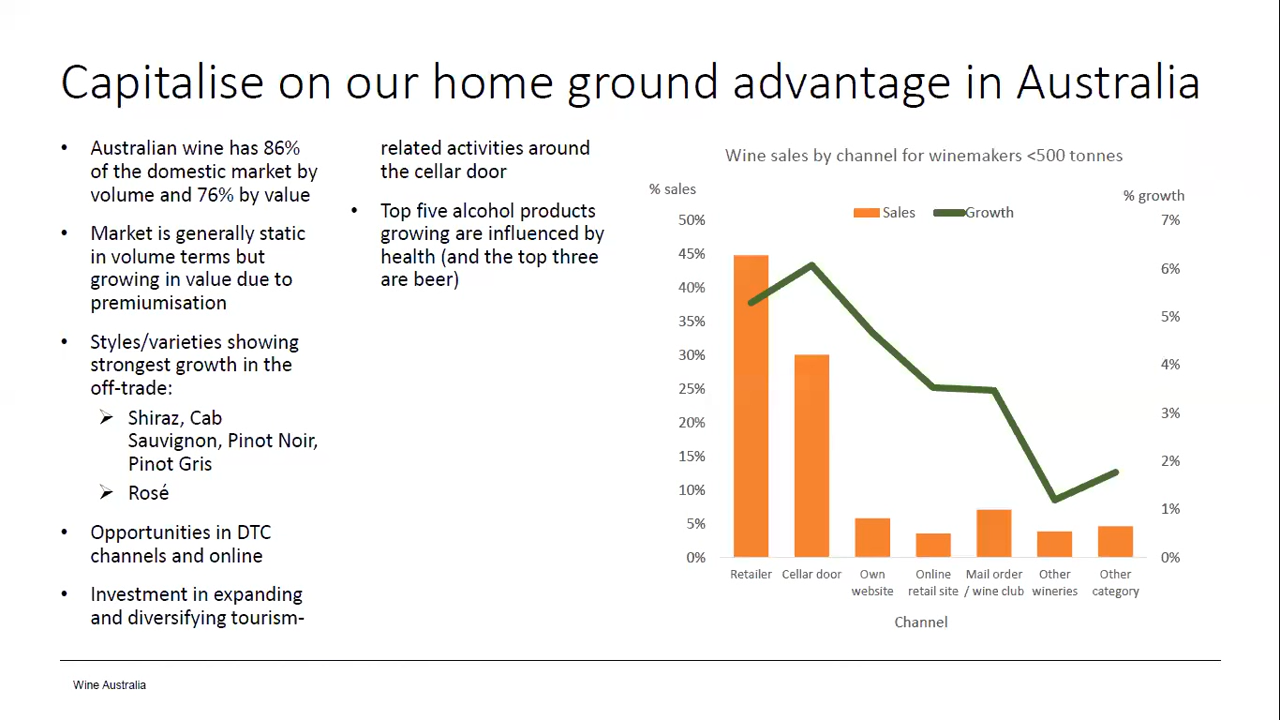 Capitalise on our home ground advantage in Australia
• Australian wine has 86%
of the domestic market by
volume and 76% by value
• Market is generally static
in volume terms but
growing in value due to
premiumisation
• Styles/varieties showing
strongest growth in the
off-trade:
➢ Shiraz, Cab
Sauvignon, Pinot Noir,
Pinot Gris
➢ Rosé
• Opportunities in DTC
channels and online
• Investment in expanding
and diversifying tourism-
related activities around
the cellar door
• Top five alcohol products
growing are influenced by
health (and the top three
are beer)
Wine sales by channel for winemakers <500 tonnes
% sales
% growth
Sales
Growth
50%
45%
40%
35%
30%
25%
20%
15%
10%
5%
0%
7%
6%
5%
4%
3%
2%
1%
0%
Retailer
Cellar door
Own
website
Online
retail site
Mail order
/ wine club
Other
wineries
Other
category
Channel
Wine Australia